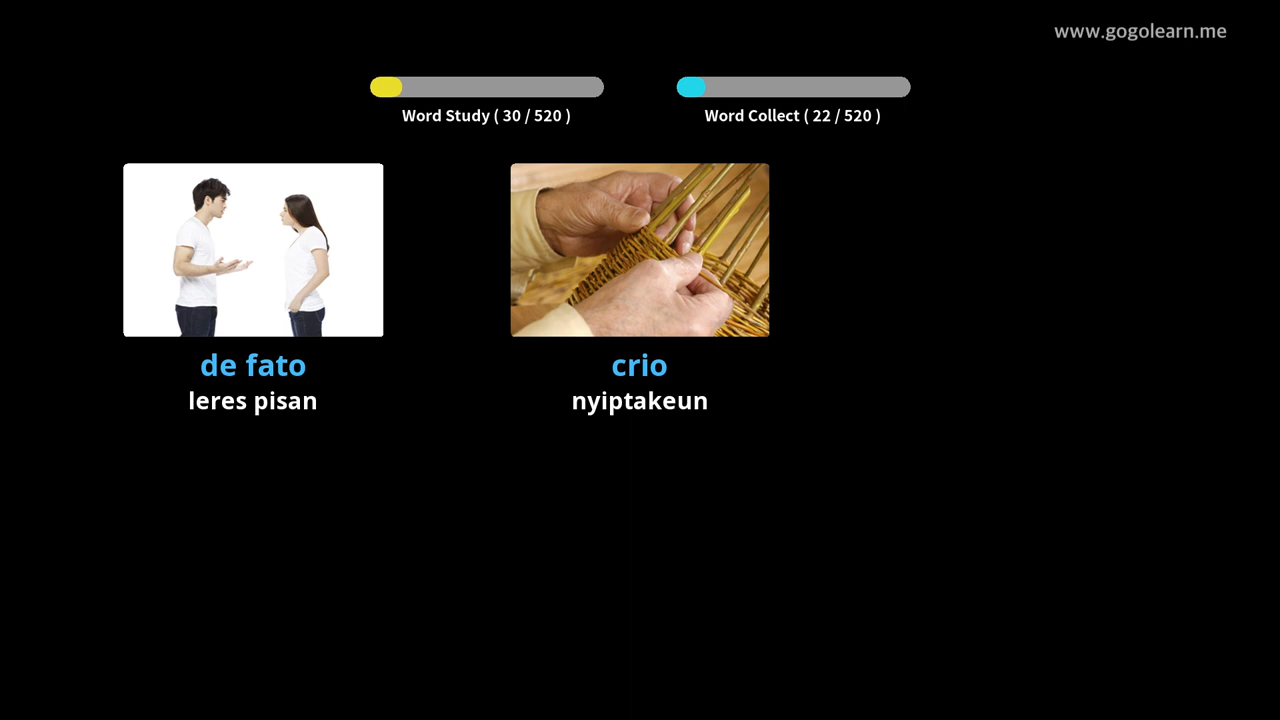 www.gogolearn.me
Word Study ( 30 / 520 )
Word Collect ( 22 / 520 )
de fato
leres pisan
crio
nyiptakeun